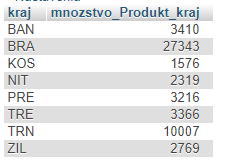 kraj mnozstvo_Produkt_kraj
BAN 3410
BRA 27343
KOS 1576
NIT 2319
PRE 3216
TRE 3366
TRN 10007
ZIL 2769